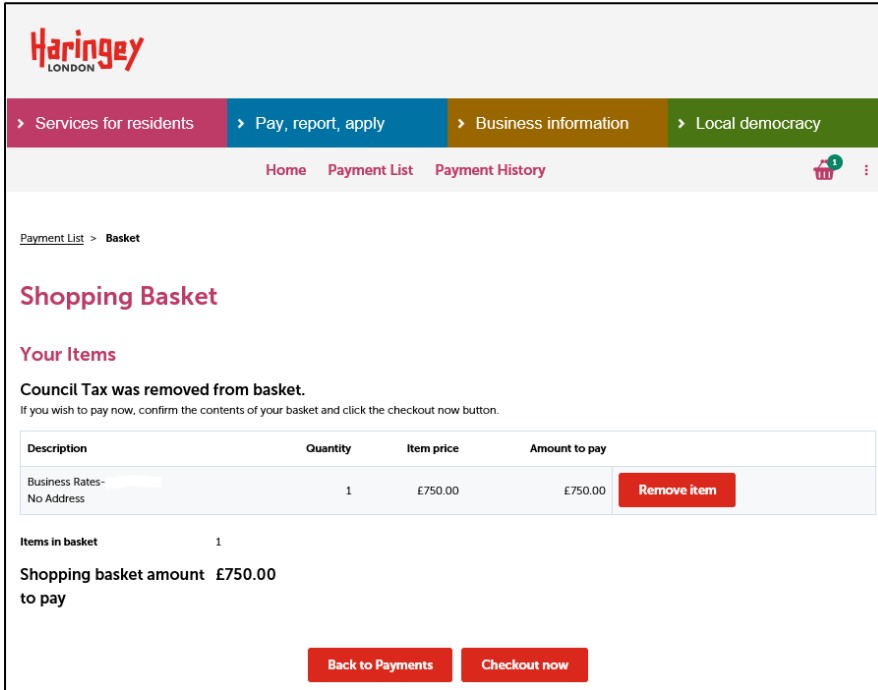 Haringey
LONDON
Services for residents
Pay, report, apply
Business information
Local democracy
Home Payment List Payment History
1
Payment List > Basket
Shopping Basket
Your Items
Council Tax was removed from basket.
If you wish to pay now, confirm the contents of your basket and click the checkout now button.
Description Quantity Item price Amount to pay
Business Rates-
No Address
1 £750.00 £750.00 Remove item
Items in basket 1
Shopping basket amount £750.00
to pay
Back to Payments Checkout now